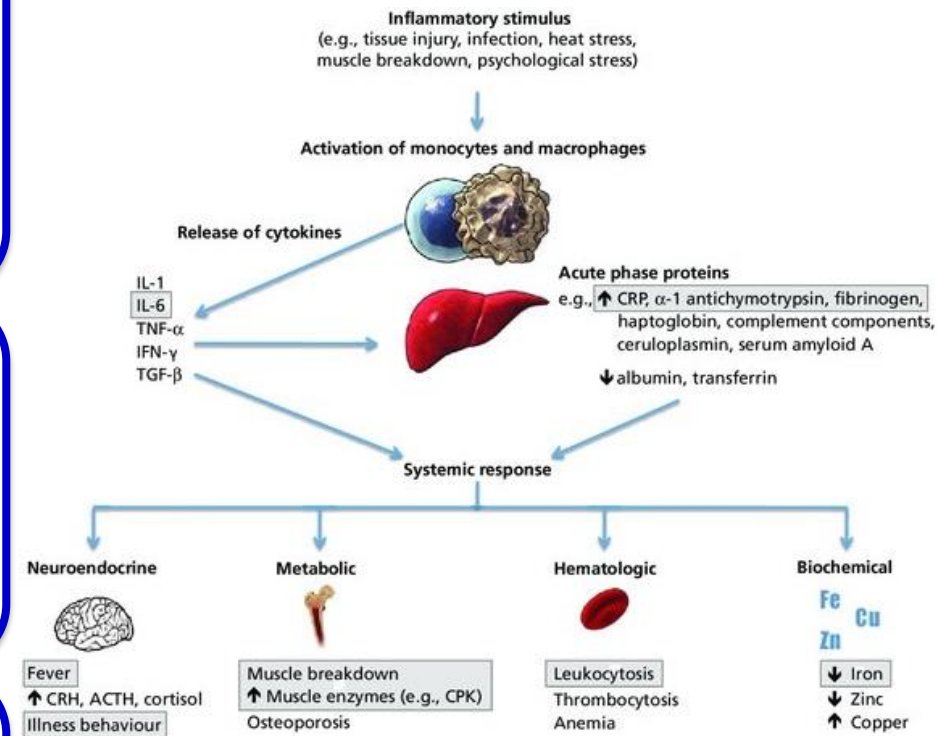 Inflammatory stimulus
(e.g., tissue injury, infection, heat stress,
muscle breakdown, psychological stress)
Activation of monocytes and macrophages
Release of cytokines
IL-1
IL-6
TNF-α
IFN-γ
TGF-β
Acute phase proteins
e.g., ↑ CRP, α-1 antichymotrypsin, fibrinogen,
haptoglobin, complement components,
ceruloplasmin, serum amyloid A
↓ albumin, transferrin
Systemic response
Neuroendocrine
Fever
↑ CRH, ACTH, cortisol
Illness behaviour
Metabolic
Muscle breakdown
↑ Muscle enzymes (e.g., CPK)
Osteoporosis
Hematologic
Leukocytosis
Thrombocytosis
Anemia
Biochemical
Fe
Cu
Zn
↓ Iron
↓ Zinc
↑ Copper